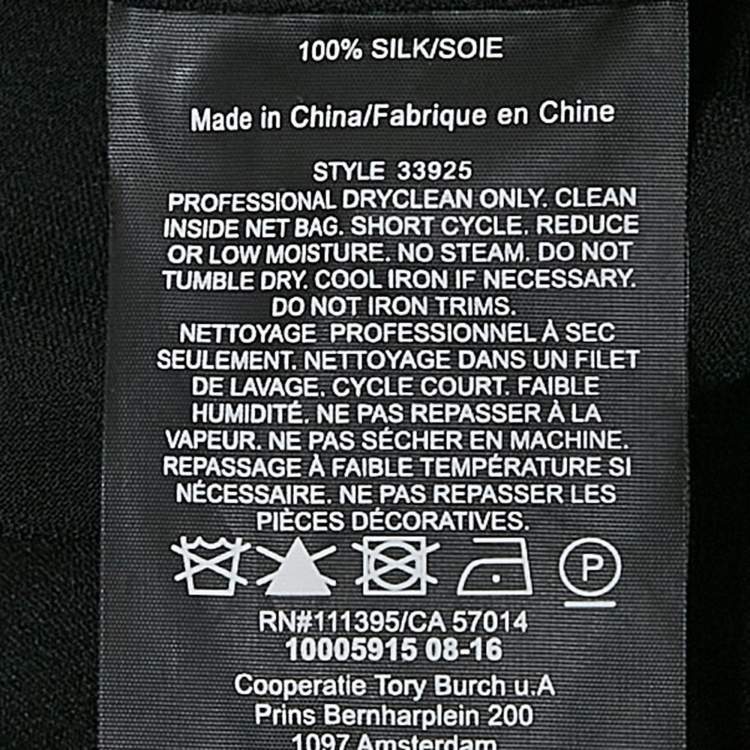 100% SILK/SOIE
Made in China/Fabrique en Chine
STYLE 33925
PROFESSIONAL DRYCLEAN ONLY. CLEAN
INSIDE NET BAG. SHORT CYCLE. REDUCE
OR LOW MOISTURE. NO STEAM. DO NOT
TUMBLE DRY. COOL IRON IF NECESSARY.
DO NOT IRON TRIMS.
NETTOYAGE PROFESSIONNEL À SEC
SEULEMENT. NETTOYAGE DANS UN FILET
DE LAVAGE. CYCLE COURT. FAIBLE
HUMIDITÉ. NE PAS REPASSER À LA
VAPEUR. NE PAS SÉCHER EN MACHINE.
REPASSAGE À FAIBLE TEMPÉRATURE SI
NÉCESSAIRE. NE PAS REPASSER LES
PIÈCES DÉCORATIVES.
P
RN#111395/CA 57014
10005915 08-16
Cooperatie Tory Burch u.A
Prins Bernharplein 200
1097 Amsterdam